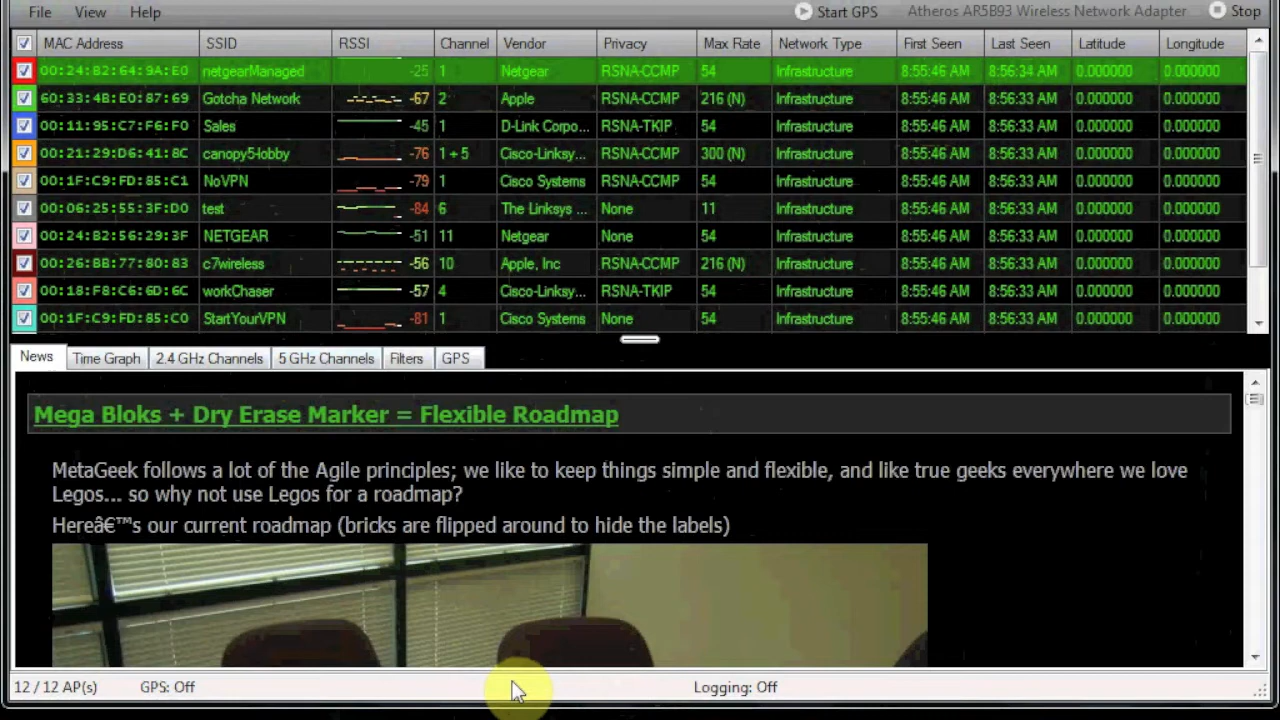 File View Help Start GPS Atheros AR5B93 Wireless Network Adapter Stop
MAC Address SSID RSSI Channel Vendor Privacy Max Rate Network Type First Seen Last Seen Latitude Longitude
00:24:B2:64:9A:E0 netgearManaged -25 1 Netgear RSNA-CCMP 54 Infrastructure 8:55:46 AM 8:56:34 AM 0.000000 0.000000
60:33:4B:E0:87:69 Gotcha Network -67 2 Apple RSNA-CCMP 216 (N) Infrastructure 8:55:46 AM 8:56:33 AM 0.000000 0.000000
00:11:95:C7:F6:F0 Sales -45 1 D-Link Corpo... RSNA-TKIP 54 Infrastructure 8:55:46 AM 8:56:33 AM 0.000000 0.000000
00:21:29:D6:41:8C canopy5-lobby -76 1 + 5 Cisco-Linksy... RSNA-CCMP 300 (N) Infrastructure 8:55:46 AM 8:56:33 AM 0.000000 0.000000
00:1F:C9:FD:85:C1 NoVPN -79 1 Cisco Systems RSNA-CCMP 54 Infrastructure 8:55:46 AM 8:56:33 AM 0.000000 0.000000
00:06:25:55:3F:D0 test -84 6 The Linksys ... None 11 Infrastructure 8:55:46 AM 8:56:33 AM 0.000000 0.000000
00:24:B2:56:29:3F NETGEAR -51 11 Netgear None 54 Infrastructure 8:55:46 AM 8:56:33 AM 0.000000 0.000000
00:26:BB:77:80:83 c7wireless -56 10 Apple, Inc RSNA-CCMP 216 (N) Infrastructure 8:55:46 AM 8:56:33 AM 0.000000 0.000000
00:18:F8:C6:6D:6C workChaser -57 4 Cisco-Linksy... RSNA-TKIP 54 Infrastructure 8:55:46 AM 8:56:33 AM 0.000000 0.000000
00:1F:C9:FD:85:C0 StartYourVPN -81 1 Cisco Systems None 54 Infrastructure 8:55:46 AM 8:56:33 AM 0.000000 0.000000
News Time Graph 2.4 GHz Channels 5 GHz Channels Filters GPS
Mega Bloks + Dry Erase Marker = Flexible Roadmap
MetaGeek follows a lot of the Agile principles; we like to keep things simple and flexible, and like true geeks everywhere we love
Legos... so why not use Legos for a roadmap?
Hereâ€™s our current roadmap (bricks are flipped around to hide the labels)
12 / 12 AP(s) GPS: Off Logging: Off